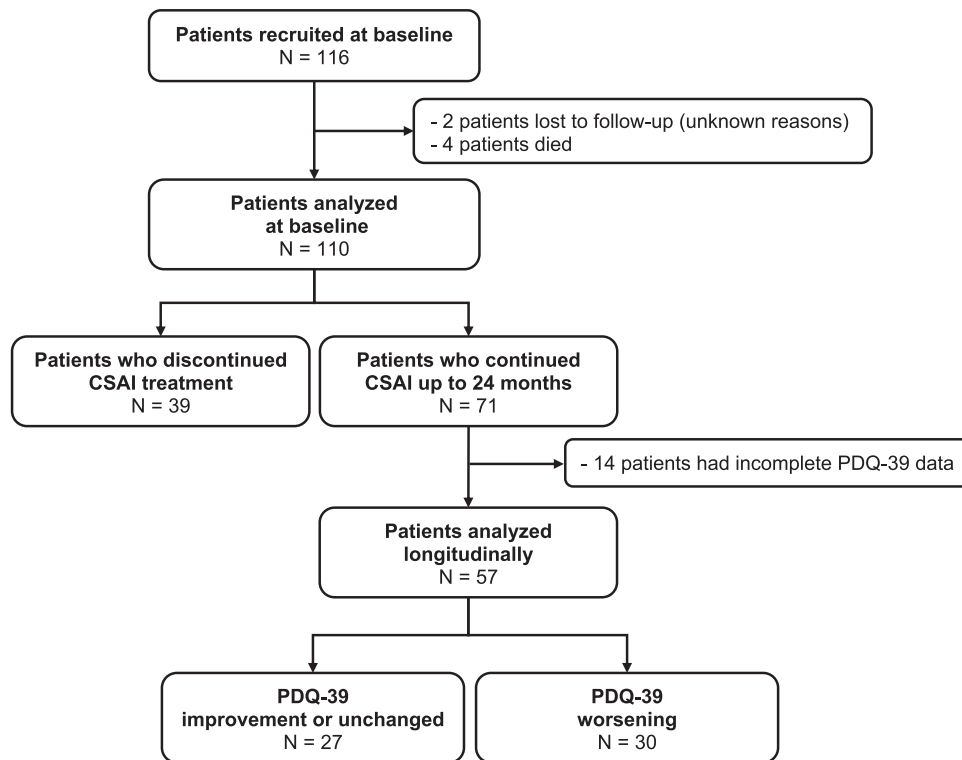 Patients recruited at baseline
N = 116
- 2 patients lost to follow-up (unknown reasons)
- 4 patients died
Patients analyzed
at baseline
N = 110
Patients who discontinued
CSAI treatment
N = 39
Patients who continued
CSAI up to 24 months
N = 71
- 14 patients had incomplete PDQ-39 data
Patients analyzed
longitudinally
N = 57
PDQ-39
improvement or unchanged
N = 27
PDQ-39
worsening
N = 30